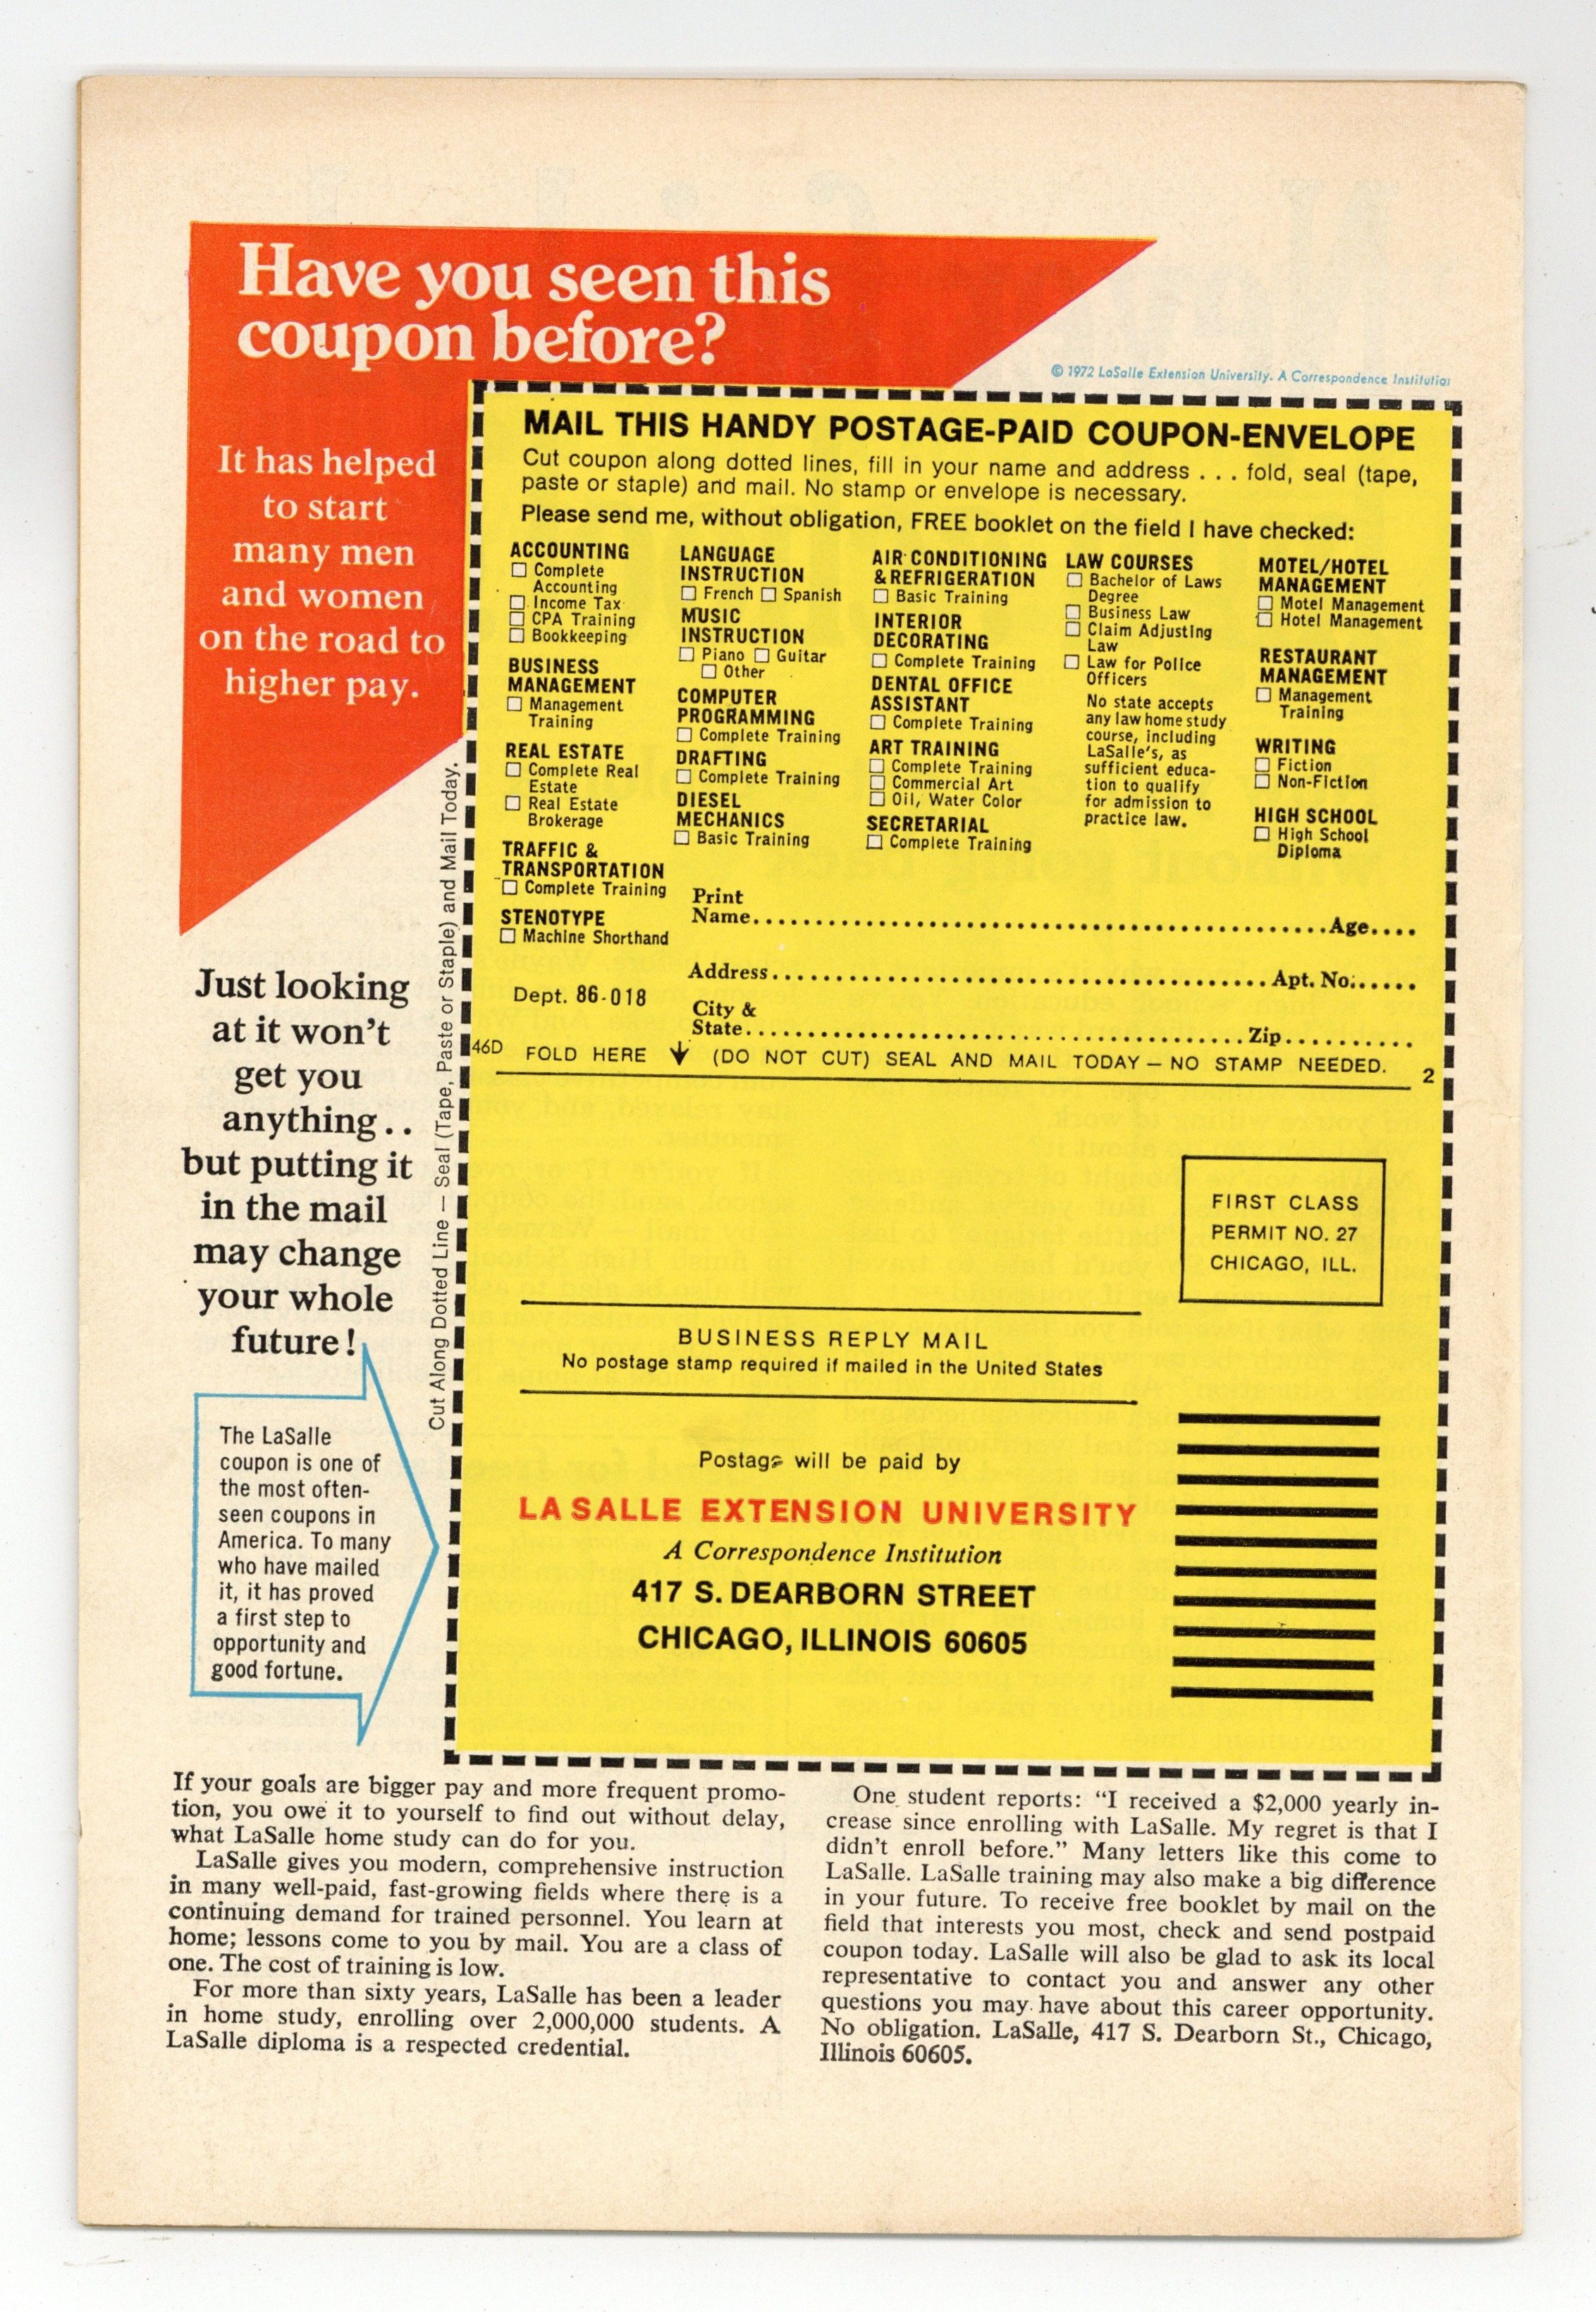 Have you seen this
coupon before?
It has helped
to start
many men
and women
on the road to
higher pay.
© 1972 LaSalle Extension University. A Correspondence Institution
MAIL THIS HANDY POSTAGE-PAID COUPON-ENVELOPE
Cut coupon along dotted lines, fill in your name and address . . . fold, seal (tape,
paste or staple) and mail. No stamp or envelope is necessary.
Please send me, without obligation, FREE booklet on the field I have checked:
ACCOUNTING
☐ Complete
Accounting
☐ Income Tax
☐ CPA Training
☐ Bookkeeping
BUSINESS
MANAGEMENT
☐ Management
Training
REAL ESTATE
☐ Complete Real
Estate
☐ Real Estate
Brokerage
TRAFFIC &
TRANSPORTATION
☐ Complete Training
STENOTYPE
☐ Machine Shorthand
LANGUAGE
INSTRUCTION
☐ French ☐ Spanish
MUSIC
INSTRUCTION
☐ Piano ☐ Guitar
☐ Other
COMPUTER
PROGRAMMING
☐ Complete Training
DRAFTING
☐ Complete Training
DIESEL
MECHANICS
☐ Basic Training
AIR CONDITIONING
& REFRIGERATION
☐ Basic Training
INTERIOR
DECORATING
☐ Complete Training
DENTAL OFFICE
ASSISTANT
☐ Complete Training
ART TRAINING
☐ Complete Training
☐ Commercial Art
☐ Oil, Water Color
SECRETARIAL
☐ Complete Training
LAW COURSES
☐ Bachelor of Laws
Degree
☐ Business Law
☐ Claim Adjusting
Law
☐ Law for Police
Officers
No state accepts
any law home study
course, including
LaSalle's, as
sufficient educa-
tion to qualify
for admission to
practice law.
MOTEL/HOTEL
MANAGEMENT
☐ Motel Management
☐ Hotel Management
RESTAURANT
MANAGEMENT
☐ Management
Training
WRITING
☐ Fiction
☐ Non-Fiction
HIGH SCHOOL
☐ High School
Diploma
Print
Name.......... Age....
Address.......... Apt. No.......
Dept. 86-018
City &
State.......... Zip..........
46D FOLD HERE ↓ (DO NOT CUT) SEAL AND MAIL TODAY — NO STAMP NEEDED. 2
Cut Along Dotted Line — Seal (Tape, Paste or Staple) and Mail Today.
Just looking
at it won't
get you
anything . .
but putting it
in the mail
may change
your whole
future!
The LaSalle
coupon is one of
the most often-
seen coupons in
America. To many
who have mailed
it, it has proved
a first step to
opportunity and
good fortune.
FIRST CLASS
PERMIT NO. 27
CHICAGO, ILL.
BUSINESS REPLY MAIL
No postage stamp required if mailed in the United States
Postage will be paid by
LA SALLE EXTENSION UNIVERSITY
A Correspondence Institution
417 S. DEARBORN STREET
CHICAGO, ILLINOIS 60605
If your goals are bigger pay and more frequent promo-
tion, you owe it to yourself to find out without delay,
what LaSalle home study can do for you.
LaSalle gives you modern, comprehensive instruction
in many well-paid, fast-growing fields where there is a
continuing demand for trained personnel. You learn at
home; lessons come to you by mail. You are a class of
one. The cost of training is low.
For more than sixty years, LaSalle has been a leader
in home study, enrolling over 2,000,000 students. A
LaSalle diploma is a respected credential.
One student reports: "I received a $2,000 yearly in-
crease since enrolling with LaSalle. My regret is that I
didn't enroll before." Many letters like this come to
LaSalle. LaSalle training may also make a big difference
in your future. To receive free booklet by mail on the
field that interests you most, check and send postpaid
coupon today. LaSalle will also be glad to ask its local
representative to contact you and answer any other
questions you may have about this career opportunity.
No obligation. LaSalle, 417 S. Dearborn St., Chicago,
Illinois 60605.